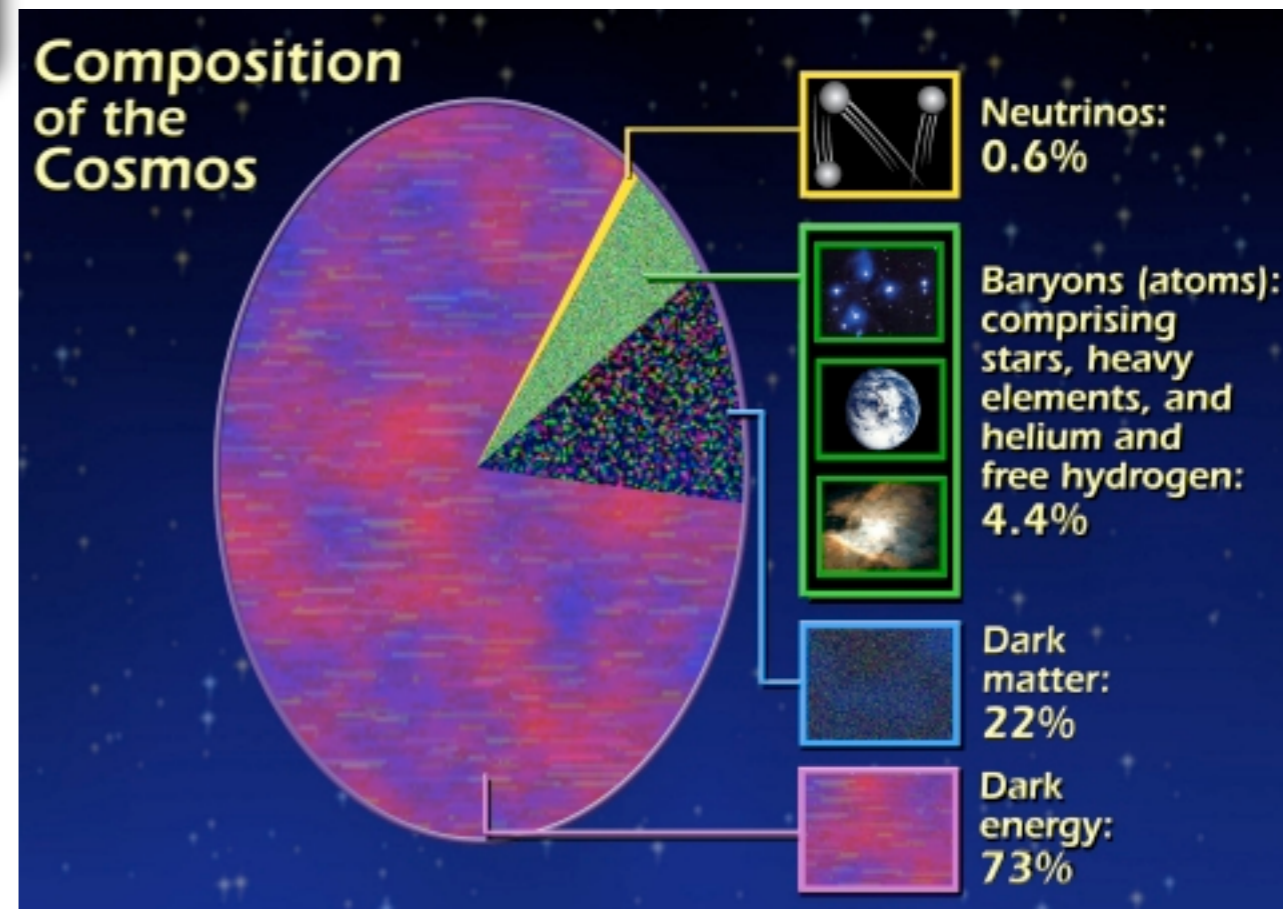 Composition
of the
Cosmos
Neutrinos:
0.6%
Baryons (atoms):
comprising
stars, heavy
elements, and
helium and
free hydrogen:
4.4%
Dark
matter:
22%
Dark
energy:
73%